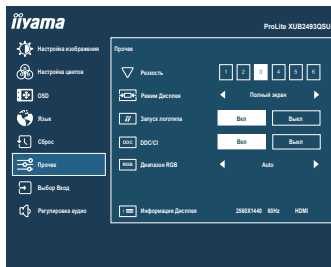 iiyama
ProLite XUB2493QSU
Настройка изображения
Настройка цветов
OSD
Язык
Сброс
Прочее
Выбор Вход
Регулировка аудио
Прочее
Резкость 1 2 3 4 5 6
Режим Дисплея Полный экран
Запуск логотипа Вкл Выкл
DDC DDC/CI Вкл Выкл
RGB Диапазон RGB Auto
Информация Дисплея 2560X1440 60Hz HDMI